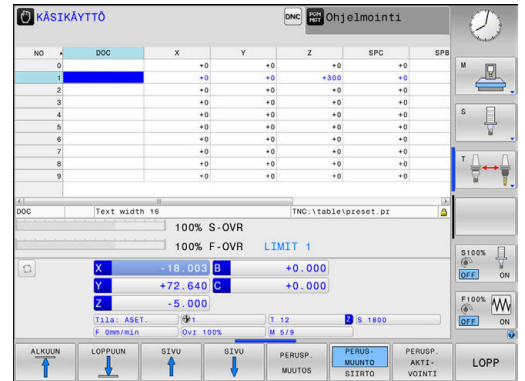 KÄSIKÄYTTÖ DNC PGM MGT Ohjelmointi
NO DOC X Y Z SPC SPB
0 +0 +0 +0 +0
1 +0 +0 +300 +0
2 +0 +0 +0 +0
3 +0 +0 +0 +0
4 +0 +0 +0 +0
5 +0 +0 +0 +0
6 +0 +0 +0 +0
7 +0 +0 +0 +0
8 +0 +0 +0 +0
9 +0 +0 +0 +0
DOC Text width 16 TNC:\table\preset.pr
100% S-OVR
100% F-OVR LIMIT 1
X -18.003 B +0.000
Y +72.640 C +0.000
Z -5.000
Tila: ASET. 1 T 12 Z S 1800
F 0mm/min Ovr 100% M 5/9
M
S
T
S100%
OFF ON
F100%
OFF ON
ALKUUN
LOPPUUN
SIVU
SIVU
PERUSP.
MUUTOS
PERUS-
MUUNTO
SIIRTO
PERUSP.
AKTI-
VOINTI
LOPP